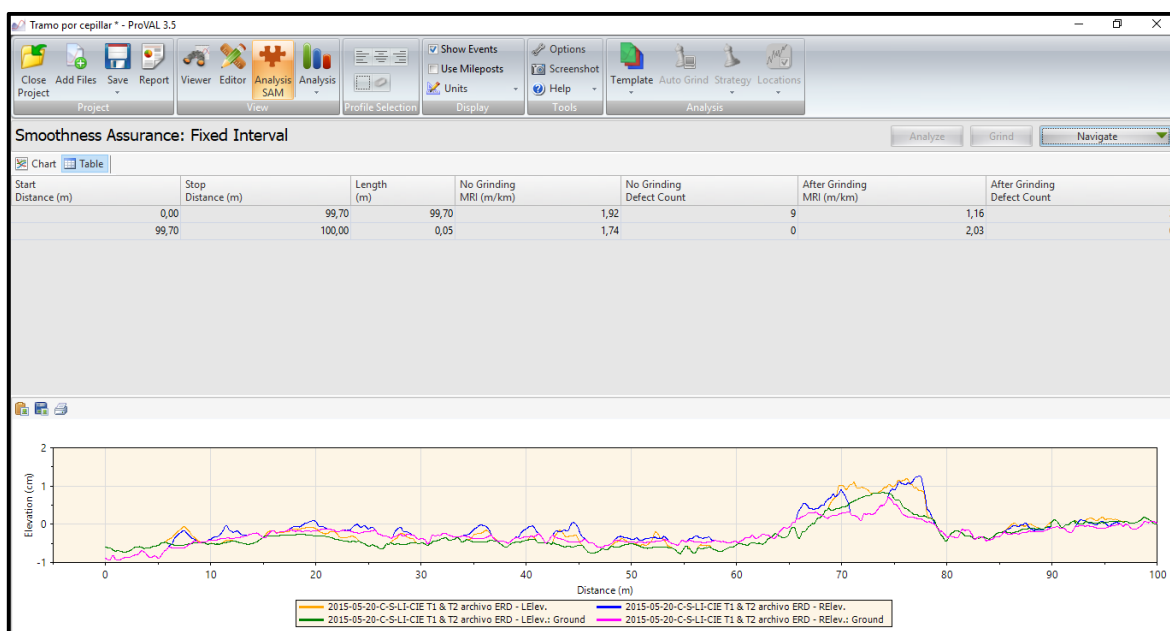 Tramo por cepillar * - ProVAL 3.5
Close Project
Add Files
Save
Report
Project
Viewer
Editor
Analysis SAM
Analysis
View
Profile Selection
Show Events
Use Mileposts
Units
Display
Options
Screenshot
Help
Tools
Template
Auto Grind
Strategy
Locations
Analysis
Smoothness Assurance: Fixed Interval
Analyze
Grind
Navigate
Chart
Table
Start Distance (m) Stop Distance (m) Length (m) No Grinding MRI (m/km) No Grinding Defect Count After Grinding MRI (m/km) After Grinding Defect Count
0,00 99,70 99,70 1,92 9 1,16
99,70 100,00 0,05 1,74 0 2,03
Elevation (cm)
2
1
0
-1
0 10 20 30 40 50 60 70 80 90 100
Distance (m)
2015-05-20-C-S-LI-CIE T1 & T2 archivo ERD - LElev.
2015-05-20-C-S-LI-CIE T1 & T2 archivo ERD - RElev.
2015-05-20-C-S-LI-CIE T1 & T2 archivo ERD - LElev.: Ground
2015-05-20-C-S-LI-CIE T1 & T2 archivo ERD - RElev.: Ground